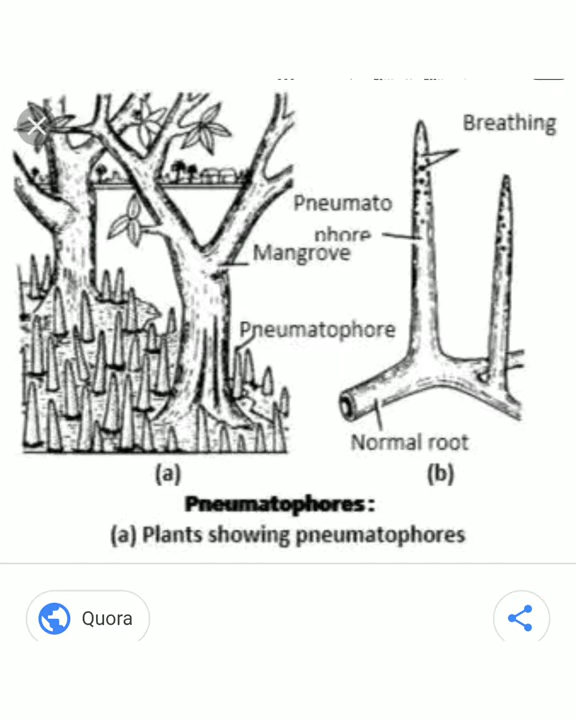 Breathing
Pneumato
phore
Mangrove
Pneumatophore
Normal root
(a)
(b)
Pneumatophores:
(a) Plants showing pneumatophores
Quora